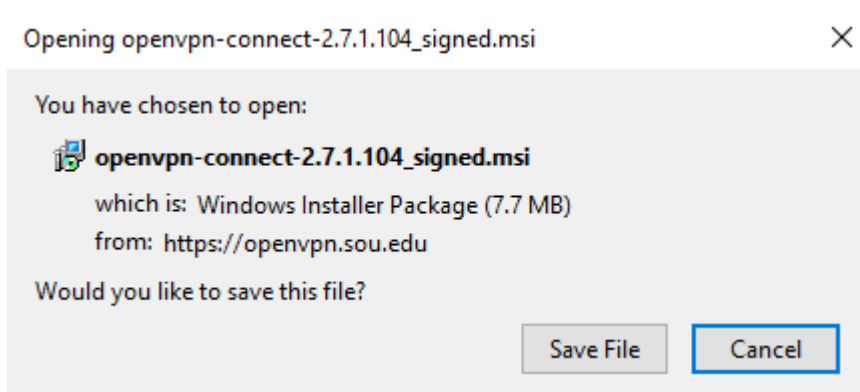 Opening openvpn-connect-2.7.1.104_signed.msi
You have chosen to open:
openvpn-connect-2.7.1.104_signed.msi
which is: Windows Installer Package (7.7 MB)
from: https://openvpn.sou.edu
Would you like to save this file?
Save File Cancel